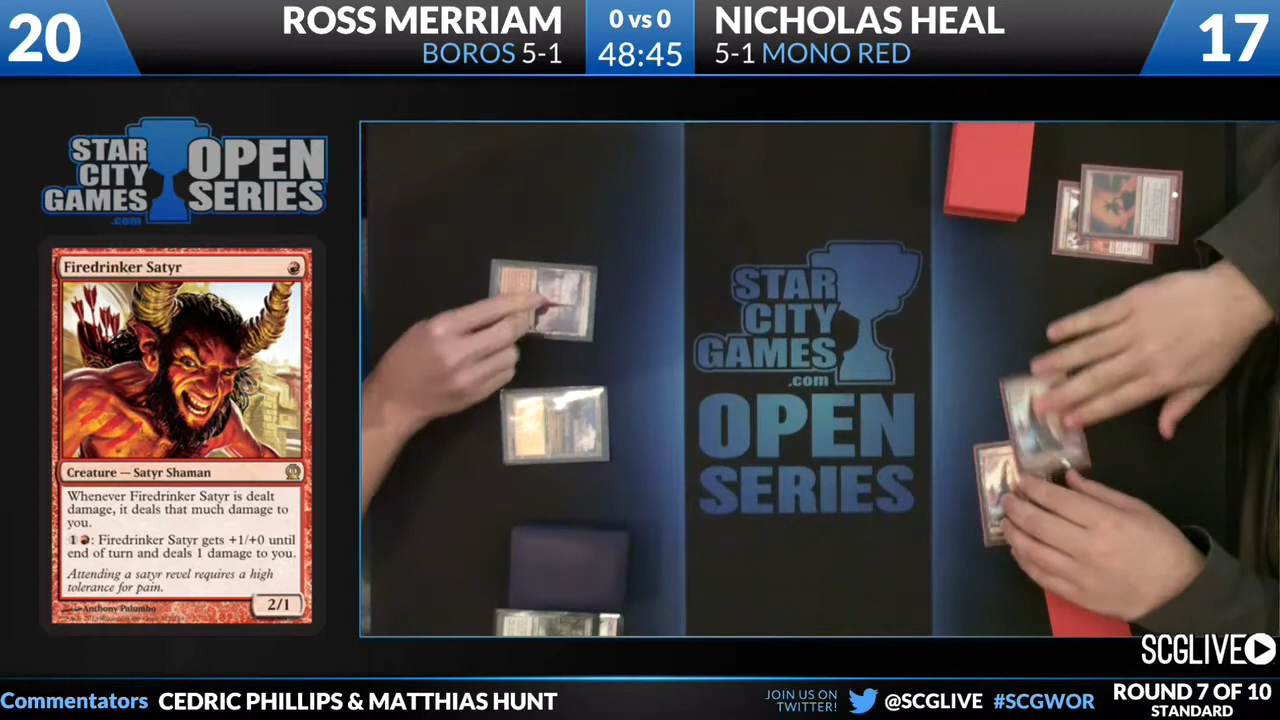 20
ROSS MERRIAM
BOROS 5-1
0 vs 0
48:45
NICHOLAS HEAL
5-1 MONO RED
17
STAR
CITY
GAMES
.com
OPEN
SERIES
Firedrinker Satyr
Creature — Satyr Shaman
Whenever Firedrinker Satyr is dealt
damage, it deals that much damage to
you.
1 R: Firedrinker Satyr gets +1/+0 until
end of turn and deals 1 damage to you.
Attending a satyr revel requires a high
tolerance for pain.
Anthony Palumbo
2/1
STAR
CITY
GAMES
.com
OPEN
SERIES
SCGLIVE
Commentators CEDRIC PHILLIPS & MATTHIAS HUNT
JOIN US ON
TWITTER!
@SCGLIVE #SCGWOR
ROUND 7 OF 10
STANDARD